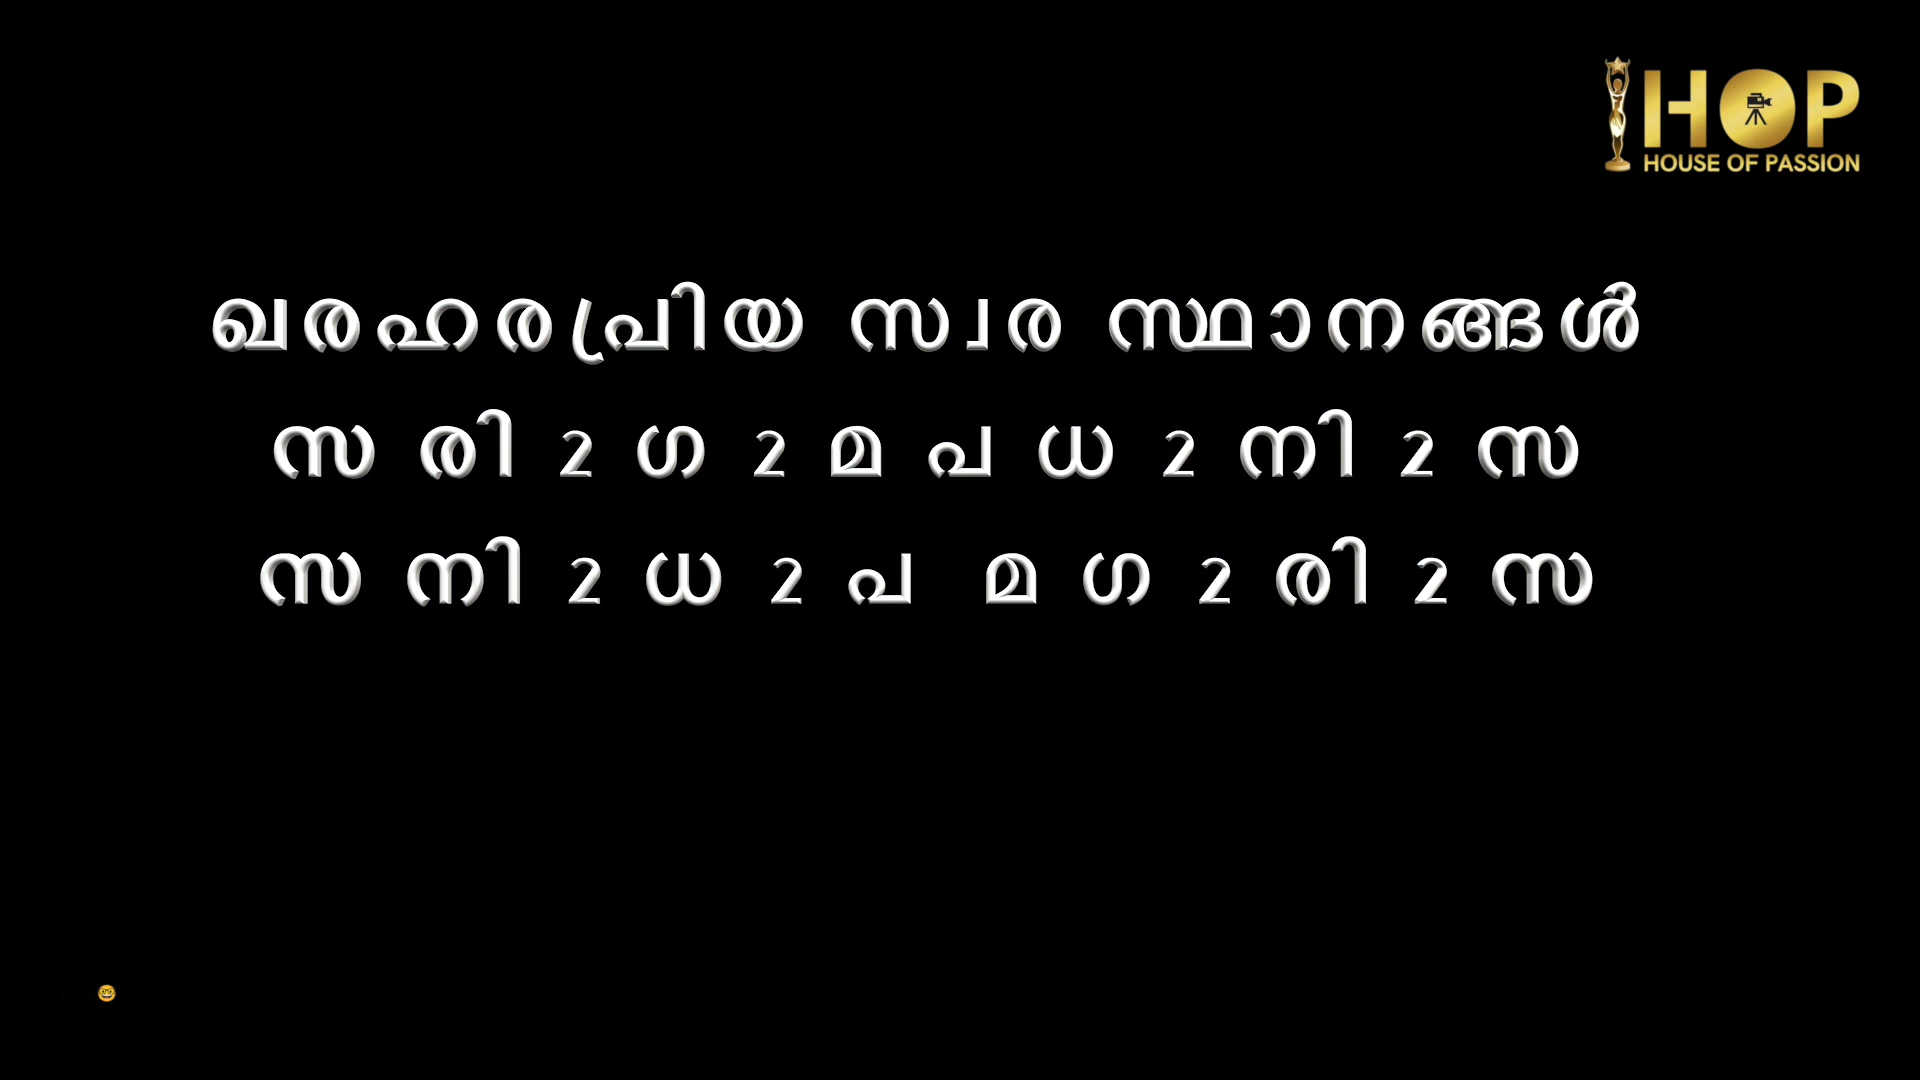 HOP
HOUSE OF PASSION
ഖരഹരപ്രിയ സ്വര സ്ഥാനങ്ങൾ
സ രി 2 ഗ 2 മ പ ധ 2 നി 2 സ
സ നി 2 ധ 2 പ മ ഗ 2 രി 2 സ